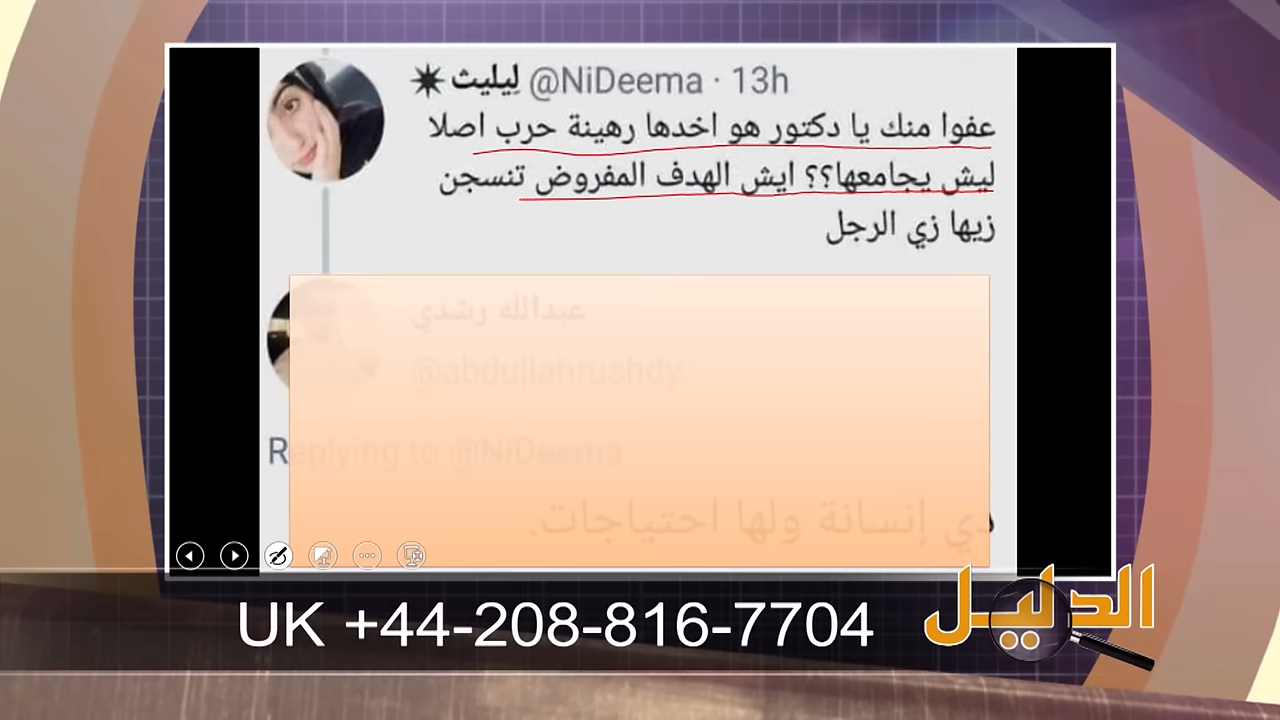 لِيليث ✷ @NiDeema · 13h
عفوا منك يا دكتور هو اخدها رهينة حرب اصلا
ليش يجامعها؟؟ ايش الهدف المفروض تنسجن
زيها زي الرجل
عبدالله رشدي
@abdullahrushdy
Replying to @NiDeema
دي إنسانة ولها احتياجات.
UK +44-208-816-7704
الدليل